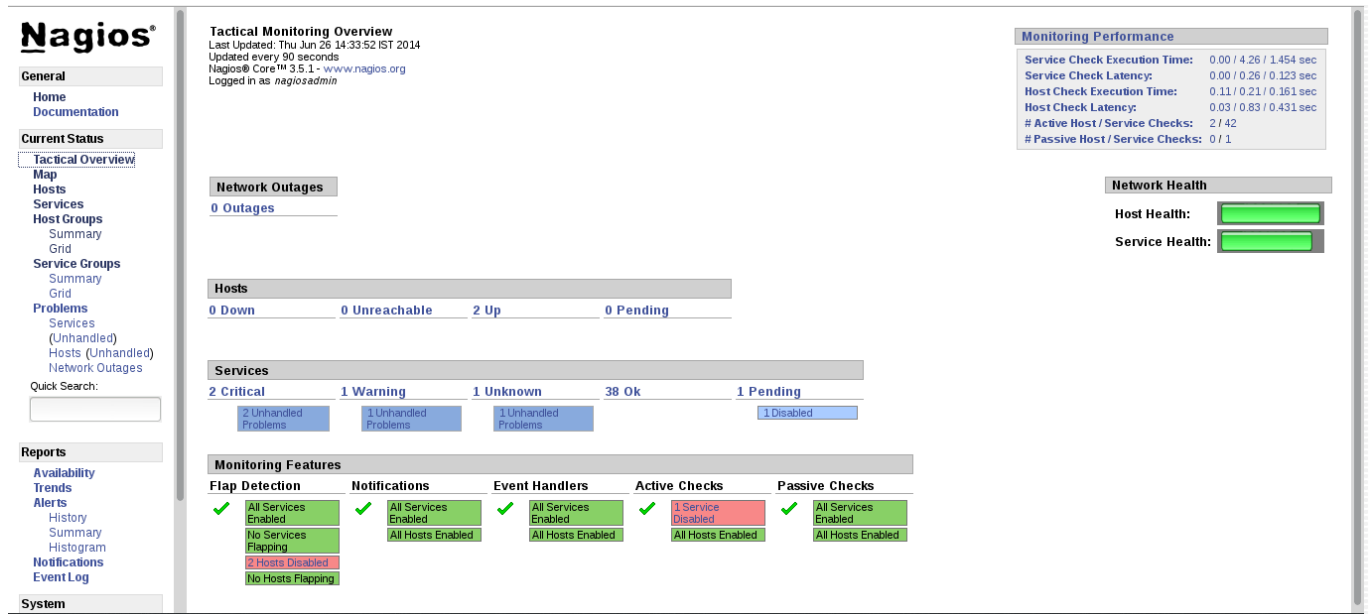 Nagios®
General
Home
Documentation
Current Status
Tactical Overview
Map
Hosts
Services
Host Groups
Summary
Grid
Service Groups
Summary
Grid
Problems
Services
(Unhandled)
Hosts (Unhandled)
Network Outages
Quick Search:
Reports
Availability
Trends
Alerts
History
Summary
Histogram
Notifications
Event Log
System
Tactical Monitoring Overview
Last Updated: Thu Jun 26 14:33:52 IST 2014
Updated every 90 seconds
Nagios® Core™ 3.5.1 - www.nagios.org
Logged in as nagiosadmin
Monitoring Performance
Service Check Execution Time: 0.00 / 4.26 / 1.454 sec
Service Check Latency: 0.00 / 0.26 / 0.123 sec
Host Check Execution Time: 0.11 / 0.21 / 0.161 sec
Host Check Latency: 0.03 / 0.83 / 0.431 sec
# Active Host / Service Checks: 2 / 42
# Passive Host / Service Checks: 0 / 1
Network Outages
0 Outages
Network Health
Host Health:
Service Health:
Hosts
0 Down 0 Unreachable 2 Up 0 Pending
Services
2 Critical 1 Warning 1 Unknown 38 Ok 1 Pending
2 Unhandled Problems
1 Unhandled Problems
1 Unhandled Problems
1 Disabled
Monitoring Features
Flap Detection Notifications Event Handlers Active Checks Passive Checks
All Services Enabled
No Services Flapping
2 Hosts Disabled
No Hosts Flapping
All Services Enabled
All Hosts Enabled
All Services Enabled
All Hosts Enabled
1 Service Disabled
All Hosts Enabled
All Services Enabled
All Hosts Enabled